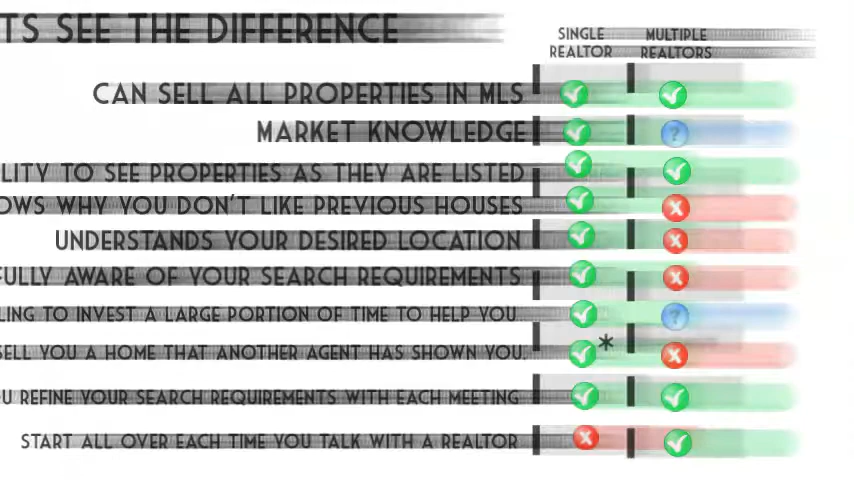 TS SEE THE DIFFERENCE
SINGLE REALTOR
MULTIPLE REALTORS
CAN SELL ALL PROPERTIES IN MLS
MARKET KNOWLEDGE
?
LITY TO SEE PROPERTIES AS THEY ARE LISTED
OWS WHY YOU DON'T LIKE PREVIOUS HOUSES
UNDERSTANDS YOUR DESIRED LOCATION
FULLY AWARE OF YOUR SEARCH REQUIREMENTS
LING TO INVEST A LARGE PORTION OF TIME TO HELP YOU.
?
SELL YOU A HOME THAT ANOTHER AGENT HAS SHOWN YOU. *
U REFINE YOUR SEARCH REQUIREMENTS WITH EACH MEETING
START ALL OVER EACH TIME YOU TALK WITH A REALTOR